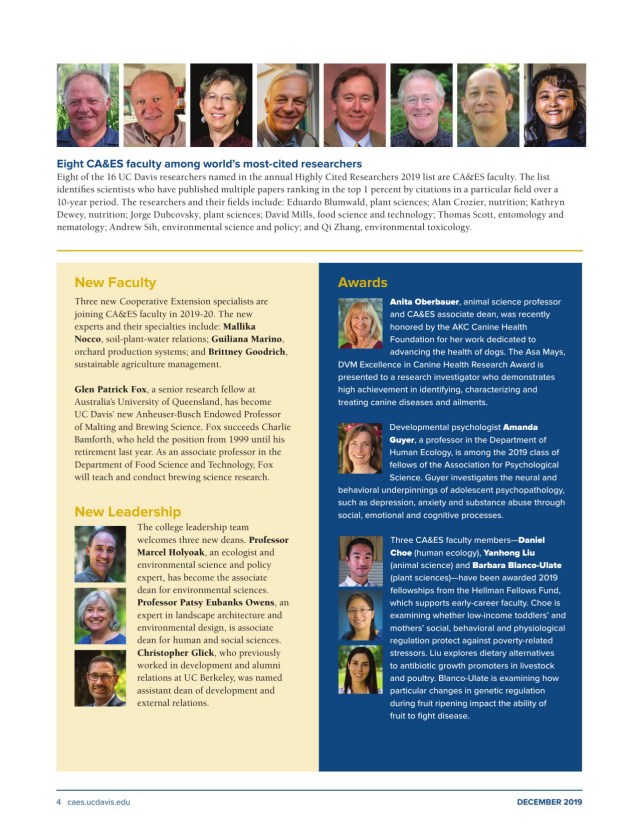 Eight CA&ES faculty among world's most-cited researchers
Eight of the 16 UC Davis researchers named in the annual Highly Cited Researchers 2019 list are CA&ES faculty. The list
identifies scientists who have published multiple papers ranking in the top 1 percent by citations in a particular field over a
10-year period. The researchers and their fields include: Eduardo Blumwald, plant sciences; Alan Crozier, nutrition; Kathryn
Dewey, nutrition; Jorge Dubcovsky, plant sciences; David Mills, food science and technology; Thomas Scott, entomology and
nematology; Andrew Sih, environmental science and policy; and Qi Zhang, environmental toxicology.
New Faculty
Three new Cooperative Extension specialists are
joining CA&ES faculty in 2019-20. The new
experts and their specialties include: Mallika
Nocco, soil-plant-water relations; Guiliana Marino,
orchard production systems; and Brittney Goodrich,
sustainable agriculture management.
Glen Patrick Fox, a senior research fellow at
Australia's University of Queensland, has become
UC Davis' new Anheuser-Busch Endowed Professor
of Malting and Brewing Science. Fox succeeds Charlie
Bamforth, who held the position from 1999 until his
retirement last year. As an associate professor in the
Department of Food Science and Technology, Fox
will teach and conduct brewing science research.
New Leadership
The college leadership team
welcomes three new deans. Professor
Marcel Holyoak, an ecologist and
environmental science and policy
expert, has become the associate
dean for environmental sciences.
Professor Patsy Eubanks Owens, an
expert in landscape architecture and
environmental design, is associate
dean for human and social sciences.
Christopher Glick, who previously
worked in development and alumni
relations at UC Berkeley, was named
assistant dean of development and
external relations.
Awards
Anita Oberbauer, animal science professor
and CA&ES associate dean, was recently
honored by the AKC Canine Health
Foundation for her work dedicated to
advancing the health of dogs. The Asa Mays,
DVM Excellence in Canine Health Research Award is
presented to a research investigator who demonstrates
high achievement in identifying, characterizing and
treating canine diseases and ailments.
Developmental psychologist Amanda
Guyer, a professor in the Department of
Human Ecology, is among the 2019 class of
fellows of the Association for Psychological
Science. Guyer investigates the neural and
behavioral underpinnings of adolescent psychopathology,
such as depression, anxiety and substance abuse through
social, emotional and cognitive processes.
Three CA&ES faculty members—Daniel
Choe (human ecology), Yanhong Liu
(animal science) and Barbara Blanco-Ulate
(plant sciences)—have been awarded 2019
fellowships from the Hellman Fellows Fund,
which supports early-career faculty. Choe is
examining whether low-income toddlers' and
mothers' social, behavioral and physiological
regulation protect against poverty-related
stressors. Liu explores dietary alternatives
to antibiotic growth promoters in livestock
and poultry. Blanco-Ulate is examining how
particular changes in genetic regulation
during fruit ripening impact the ability of
fruit to fight disease.
4 caes.ucdavis.edu
DECEMBER 2019